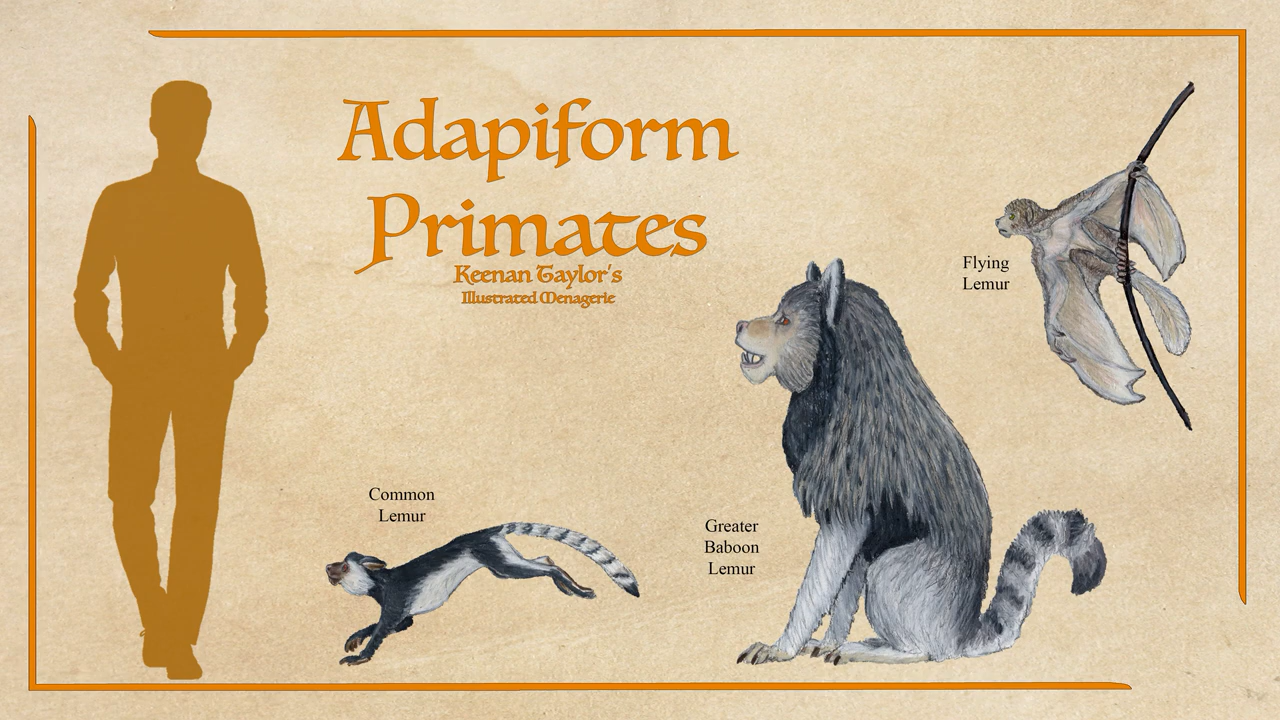 Adapiform
Primates
Keenan Taylor's
Illustrated Menagerie
Flying
Lemur
Common
Lemur
Greater
Baboon
Lemur